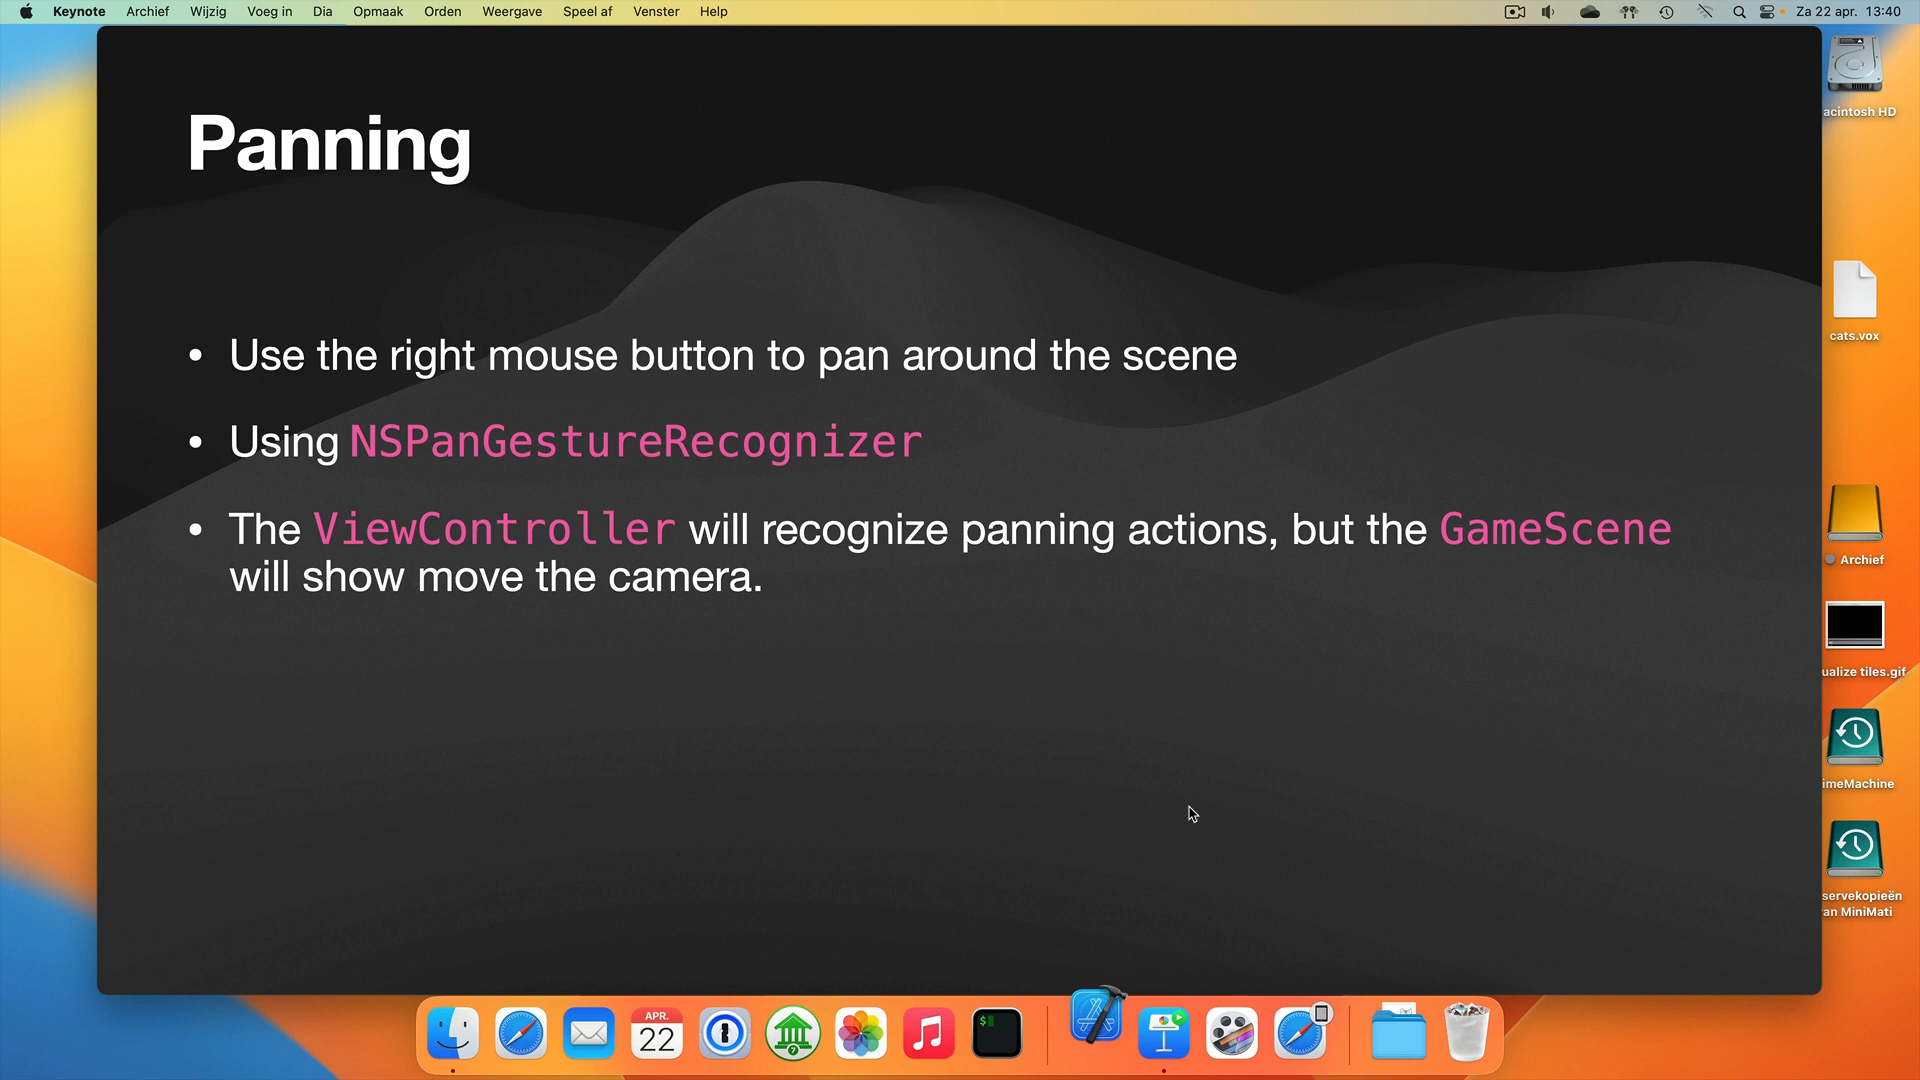 Keynote Archief Wijzig Voeg in Dia Opmaak Orden Weergave Speel af Venster Help Za 22 apr. 13:40
Panning
• Use the right mouse button to pan around the scene
• Using NSPanGestureRecognizer
• The ViewController will recognize panning actions, but the GameScene
will show move the camera.
acintosh HD
cats.vox
Archief
ualize tiles.gif
imeMachine
servekopieën
an MiniMati
APR.
22
7
$